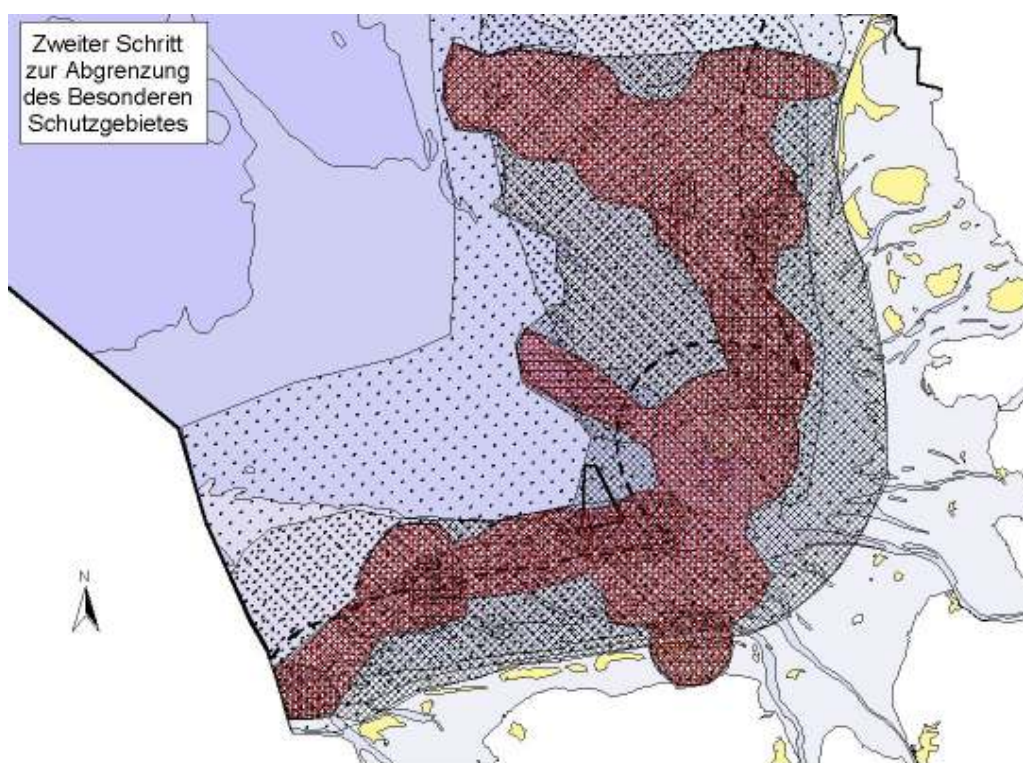 Zweiter Schritt
zur Abgrenzung
des Besonderen
Schutzgebietes
N